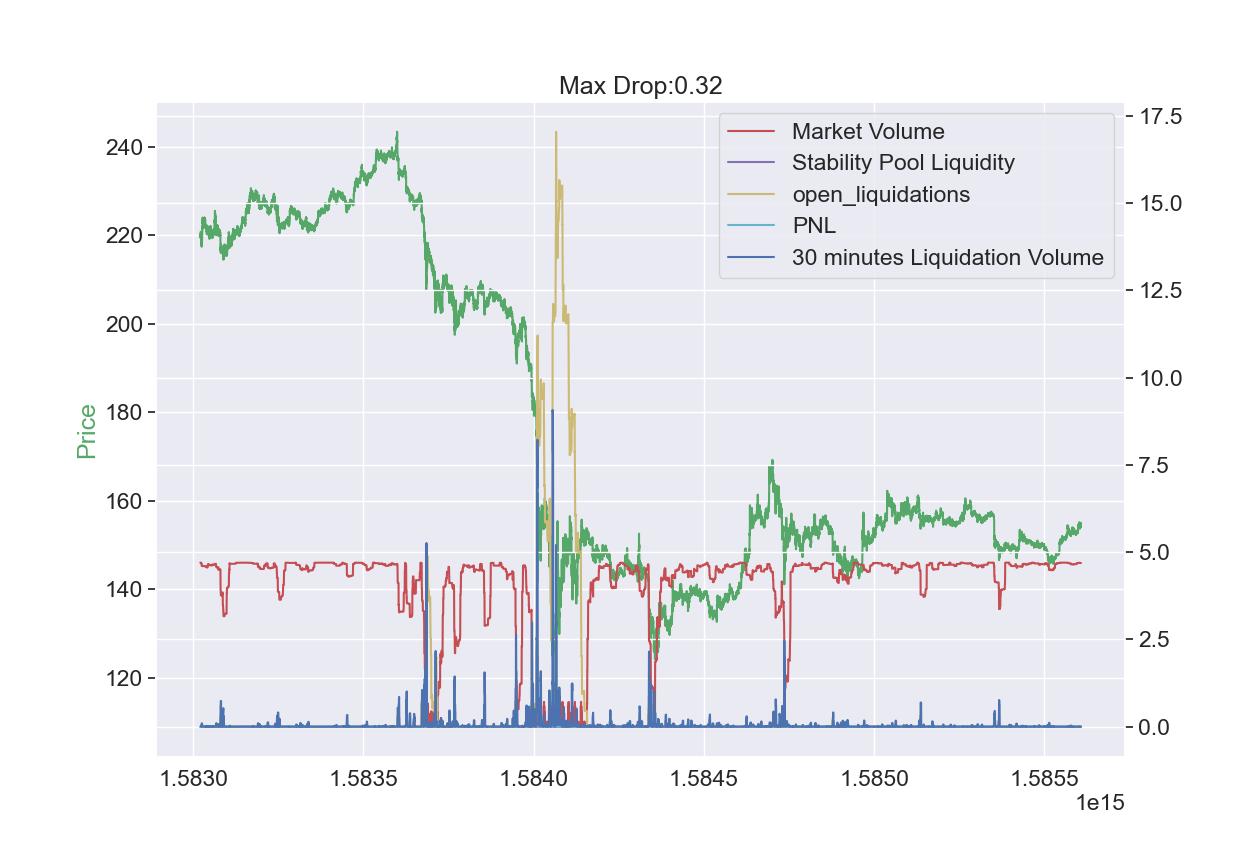 Max Drop:0.32
Market Volume
Stability Pool Liquidity
open_liquidations
PNL
30 minutes Liquidation Volume
Price
240
220
200
180
160
140
120
17.5
15.0
12.5
10.0
7.5
5.0
2.5
0.0
1.5830 1.5835 1.5840 1.5845 1.5850 1.5855
1e15